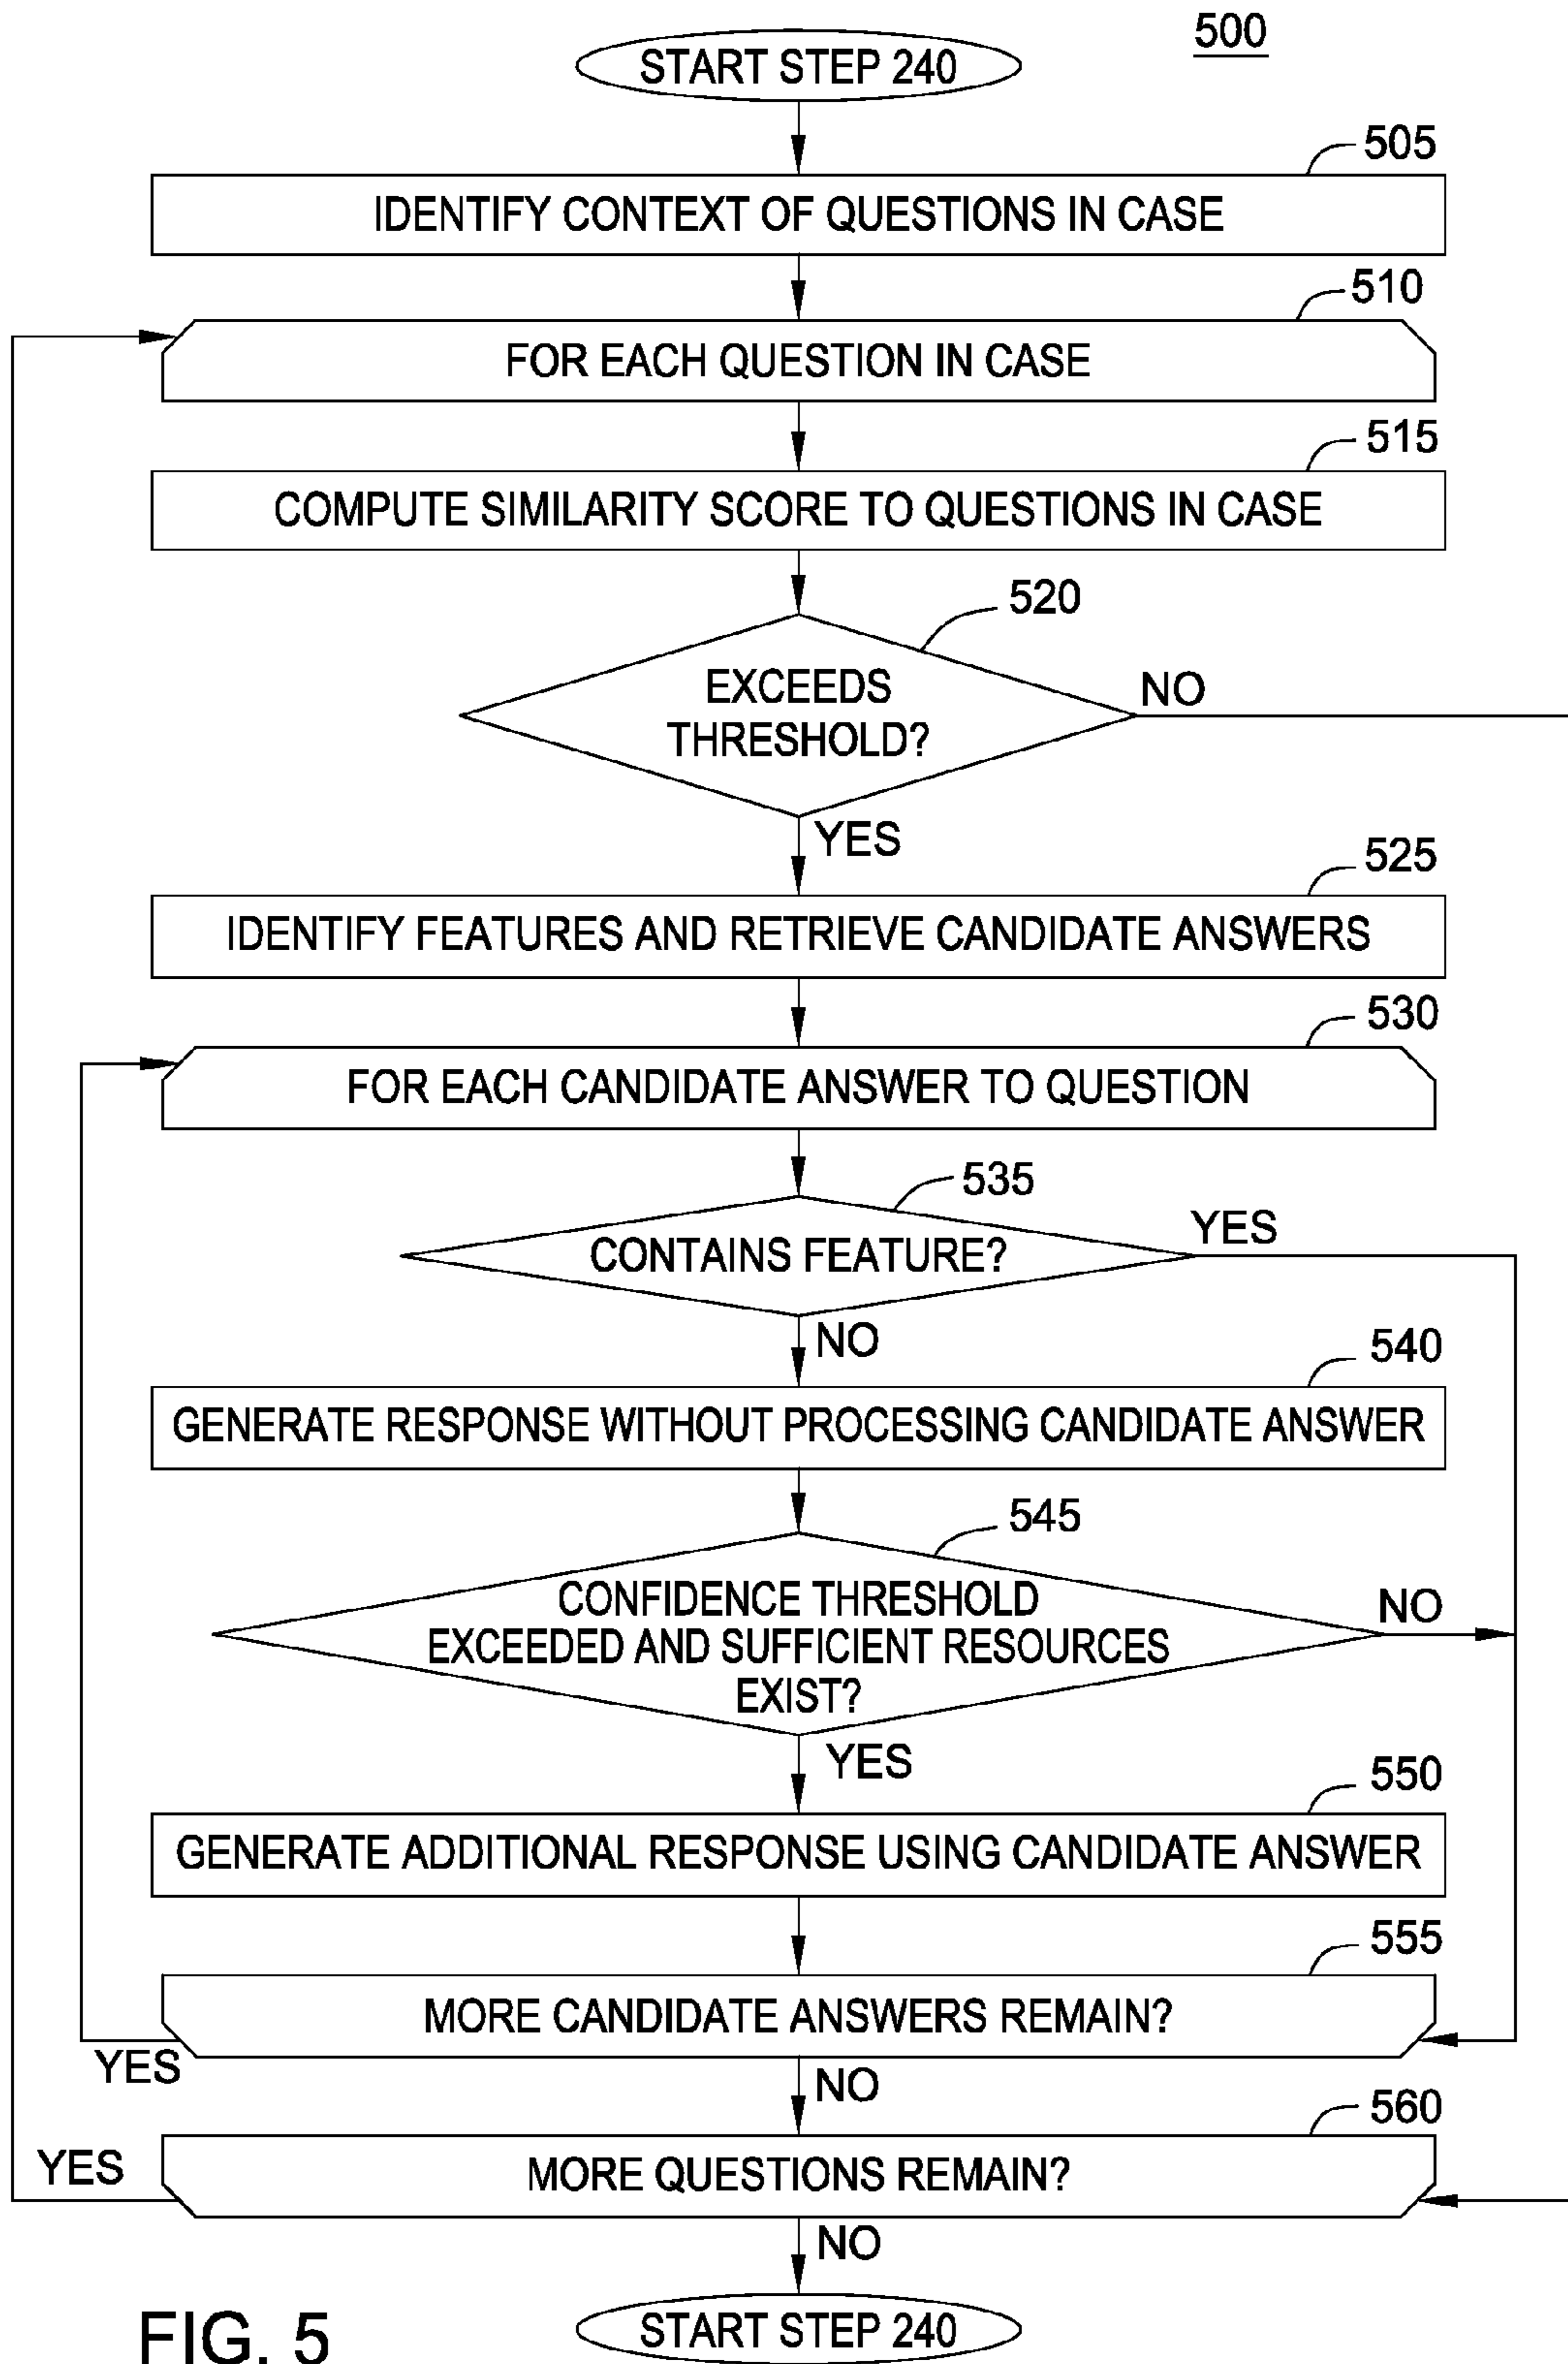 500
START STEP 240
505
IDENTIFY CONTEXT OF QUESTIONS IN CASE
510
FOR EACH QUESTION IN CASE
515
COMPUTE SIMILARITY SCORE TO QUESTIONS IN CASE
520
EXCEEDS
THRESHOLD?
NO
YES
525
IDENTIFY FEATURES AND RETRIEVE CANDIDATE ANSWERS
530
FOR EACH CANDIDATE ANSWER TO QUESTION
535
CONTAINS FEATURE?
YES
NO
540
GENERATE RESPONSE WITHOUT PROCESSING CANDIDATE ANSWER
545
CONFIDENCE THRESHOLD
EXCEEDED AND SUFFICIENT RESOURCES
EXIST?
NO
YES
550
GENERATE ADDITIONAL RESPONSE USING CANDIDATE ANSWER
555
MORE CANDIDATE ANSWERS REMAIN?
YES
NO
560
MORE QUESTIONS REMAIN?
YES
NO
START STEP 240
FIG. 5